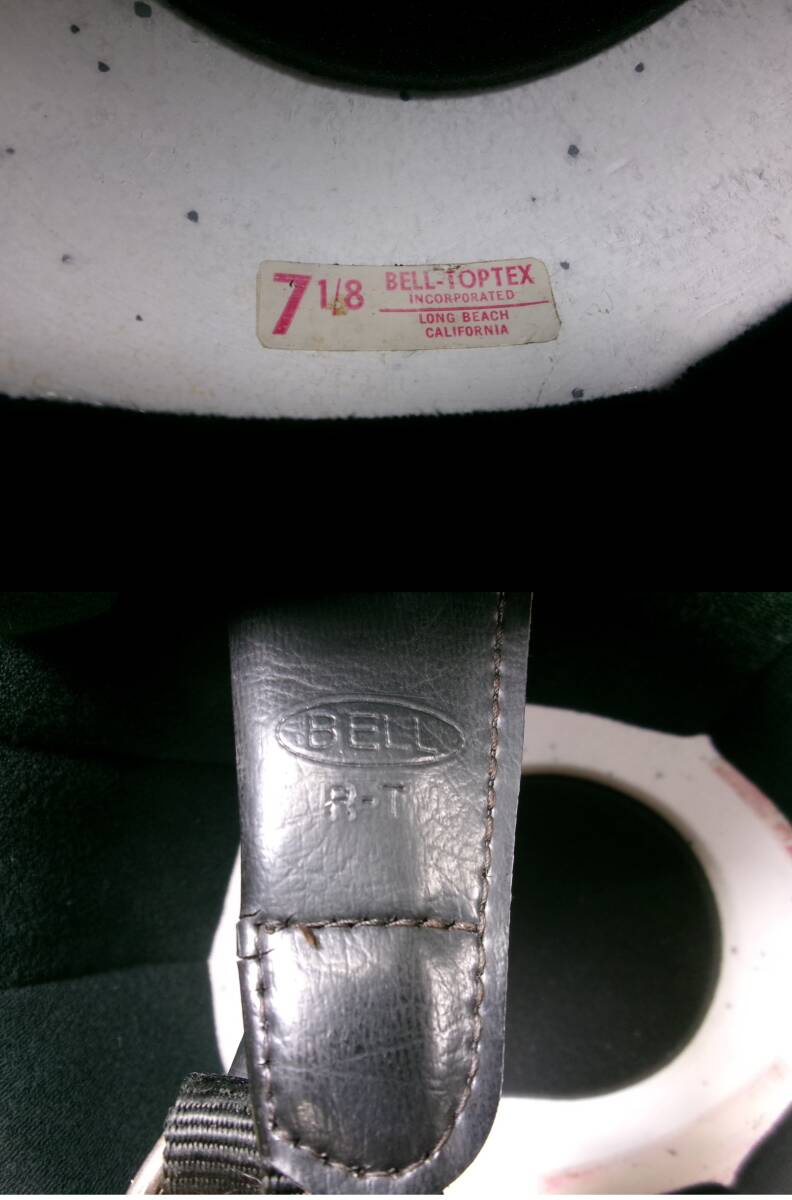 7 1/8
BELL-TOPTEX
INCORPORATED
LONG BEACH
CALIFORNIA
BELL
R-T